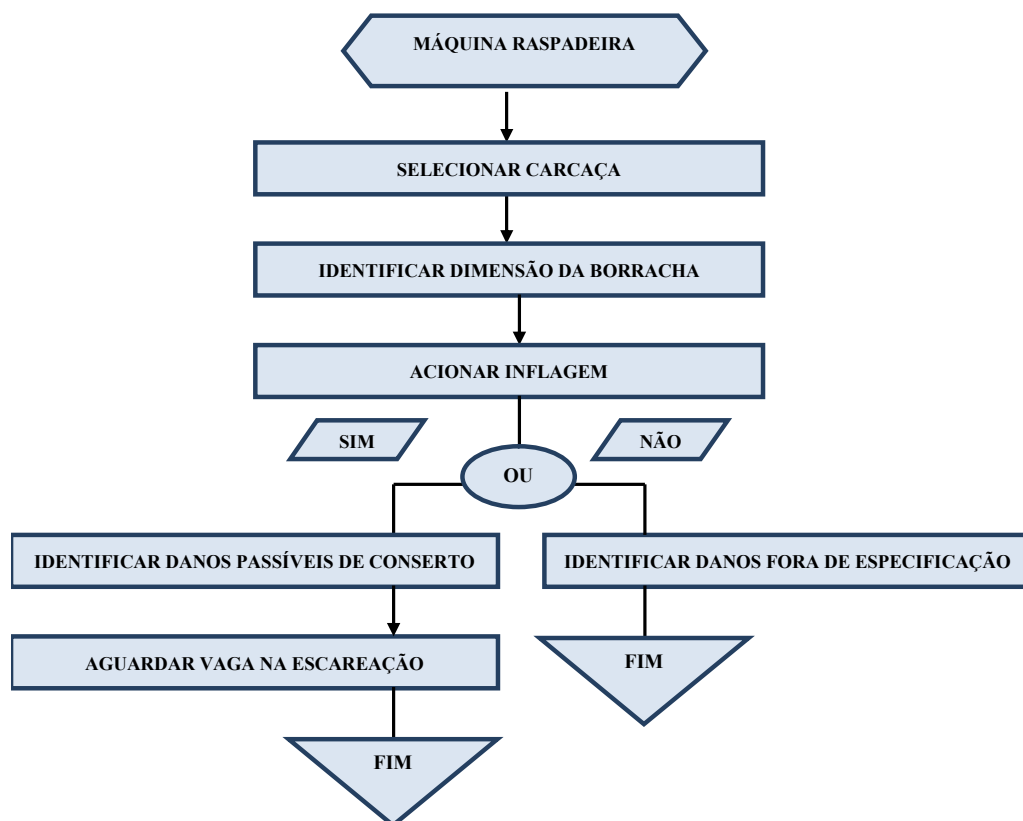 MÁQUINA RASPADEIRA
SELECIONAR CARCAÇA
IDENTIFICAR DIMENSÃO DA BORRACHA
ACIONAR INFLAGEM
SIM
NÃO
OU
IDENTIFICAR DANOS PASSÍVEIS DE CONSERTO
IDENTIFICAR DANOS FORA DE ESPECIFICAÇÃO
AGUARDAR VAGA NA ESCAREAÇÃO
FIM
FIM